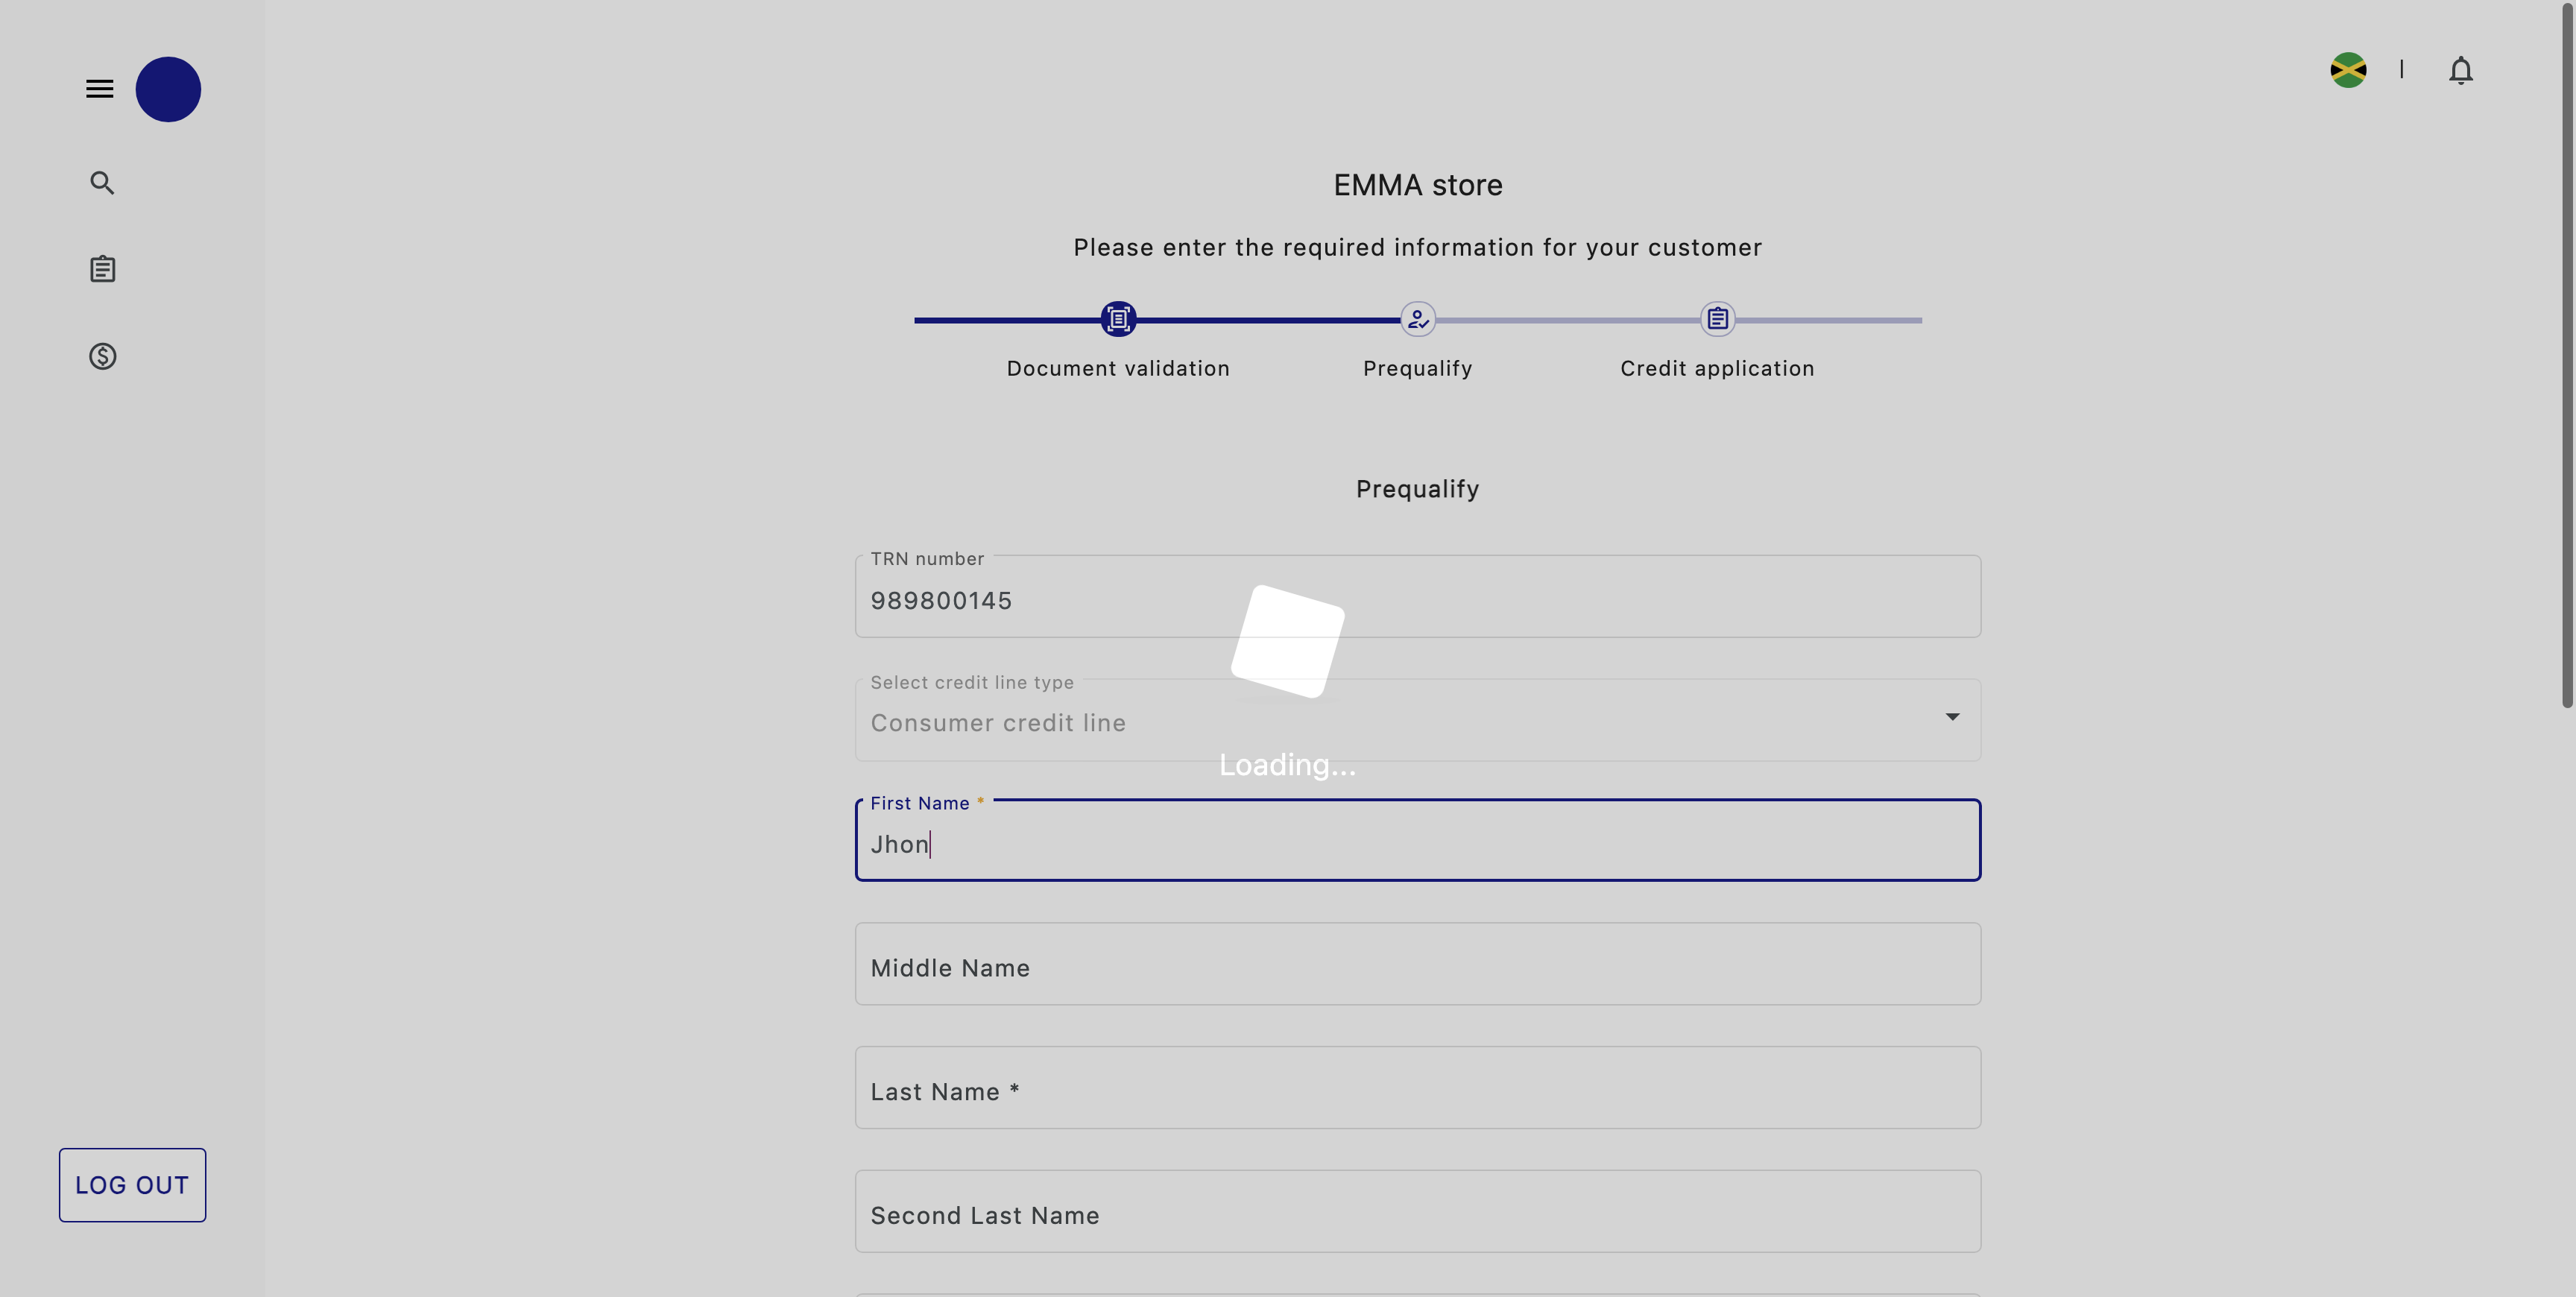 EMMA store
Please enter the required information for your customer
Document validation
Prequalify
Credit application
Prequalify
TRN number
989800145
Select credit line type
Consumer credit line
Loading...
First Name *
Jhon
Middle Name
Last Name *
Second Last Name
LOG OUT